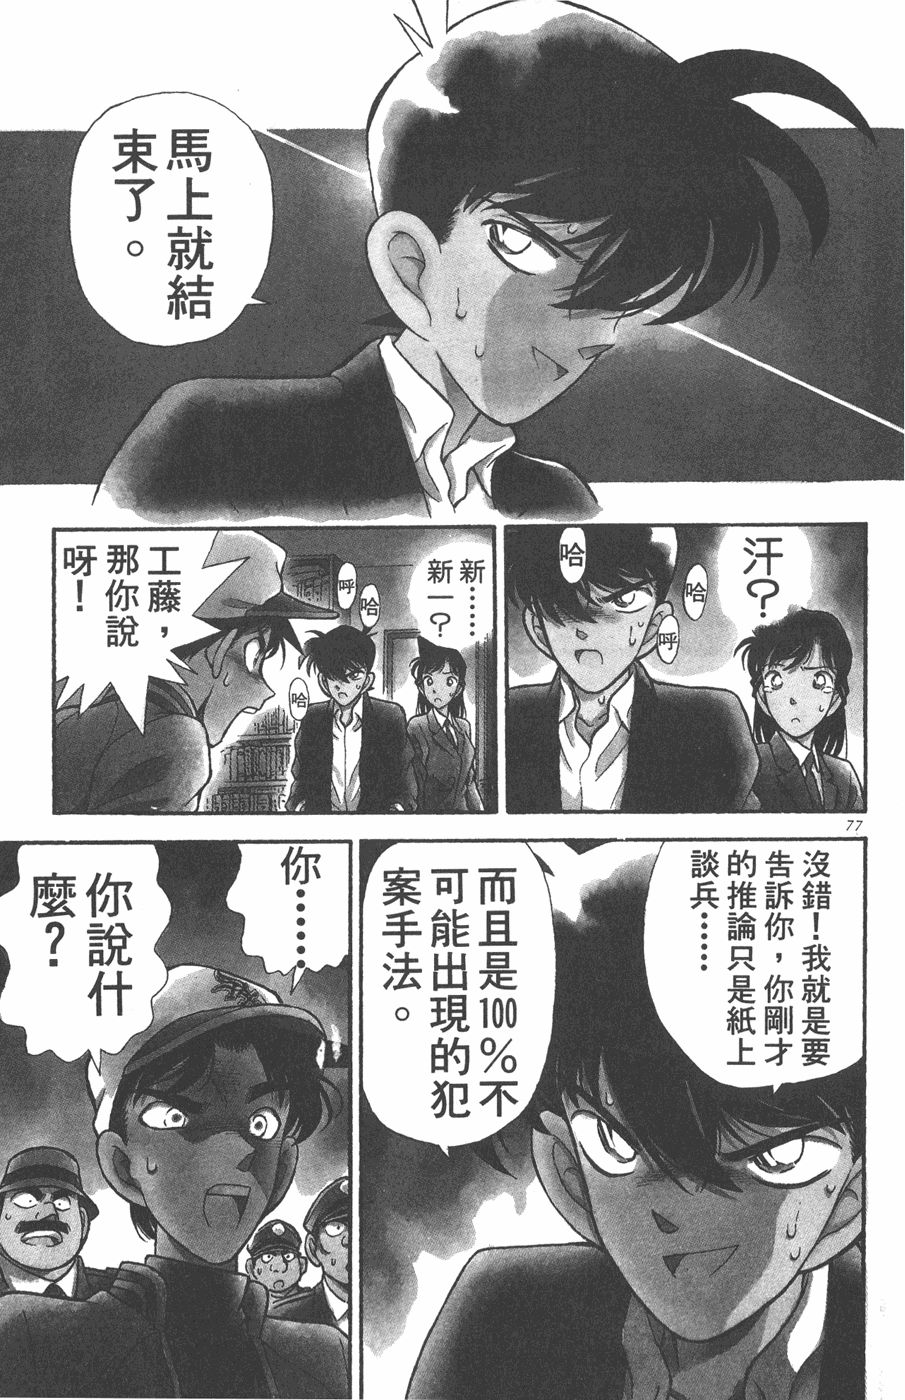 馬上就結
束了。
汗？
哈
哈
呼
新……
新一？
呼
哈
哈
工藤，
那你說
呀！
77
沒錯！我就是要
告訴你，你剛才
的推論只是紙上
談兵……
而且是100％不
可能出現的犯
案手法。
你……
你說什
麼？